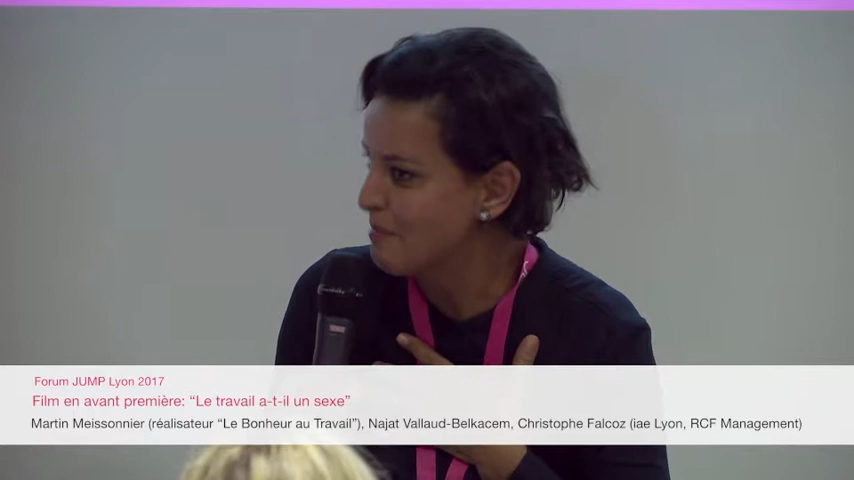 Forum JUMP Lyon 2017
Film en avant première: “Le travail a-t-il un sexe”
Martin Meissonnier (réalisateur “Le Bonheur au Travail”), Najat Vallaud-Belkacem, Christophe Falcoz (iae Lyon, RCF Management)